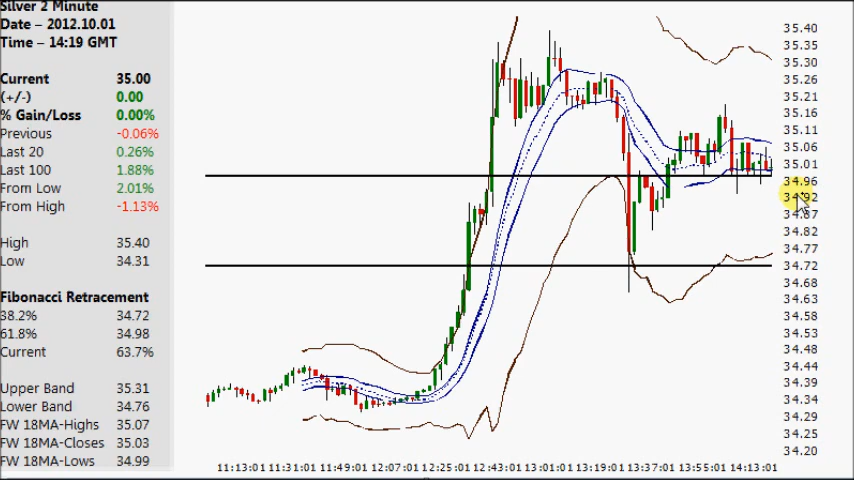 Silver 2 Minute
Date – 2012.10.01
Time – 14:19 GMT
Current 35.00
(+/-) 0.00
% Gain/Loss 0.00%
Previous -0.06%
Last 20 0.26%
Last 100 1.88%
From Low 2.01%
From High -1.13%
High 35.40
Low 34.31
Fibonacci Retracement
38.2% 34.72
61.8% 34.98
Current 63.7%
Upper Band 35.31
Lower Band 34.76
FW 18MA-Highs 35.07
FW 18MA-Closes 35.03
FW 18MA-Lows 34.99
35.40
35.35
35.30
35.26
35.21
35.16
35.11
35.06
35.01
34.96
34.92
34.87
34.82
34.77
34.72
34.68
34.63
34.58
34.53
34.48
34.44
34.39
34.34
34.29
34.25
34.20
11:13:01 11:31:01 11:49:01 12:07:01 12:25:01 12:43:01 13:01:01 13:19:01 13:37:01 13:55:01 14:13:01